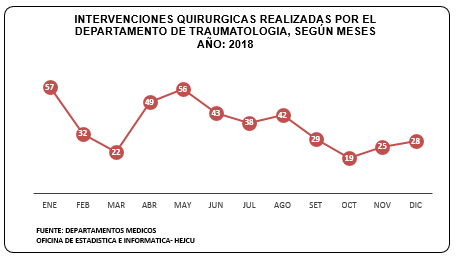 INTERVENCIONES QUIRURGICAS REALIZADAS POR EL
DEPARTAMENTO DE TRAUMATOLOGIA, SEGÚN MESES
AÑO: 2018
57 32 22 49 56 43 38 42 29 19 25 28
ENE FEB MAR ABR MAY JUN JUL AGO SET OCT NOV DIC
FUENTE: DEPARTAMENTOS MEDICOS
OFICINA DE ESTADISTICA E INFORMATICA- HEJCU